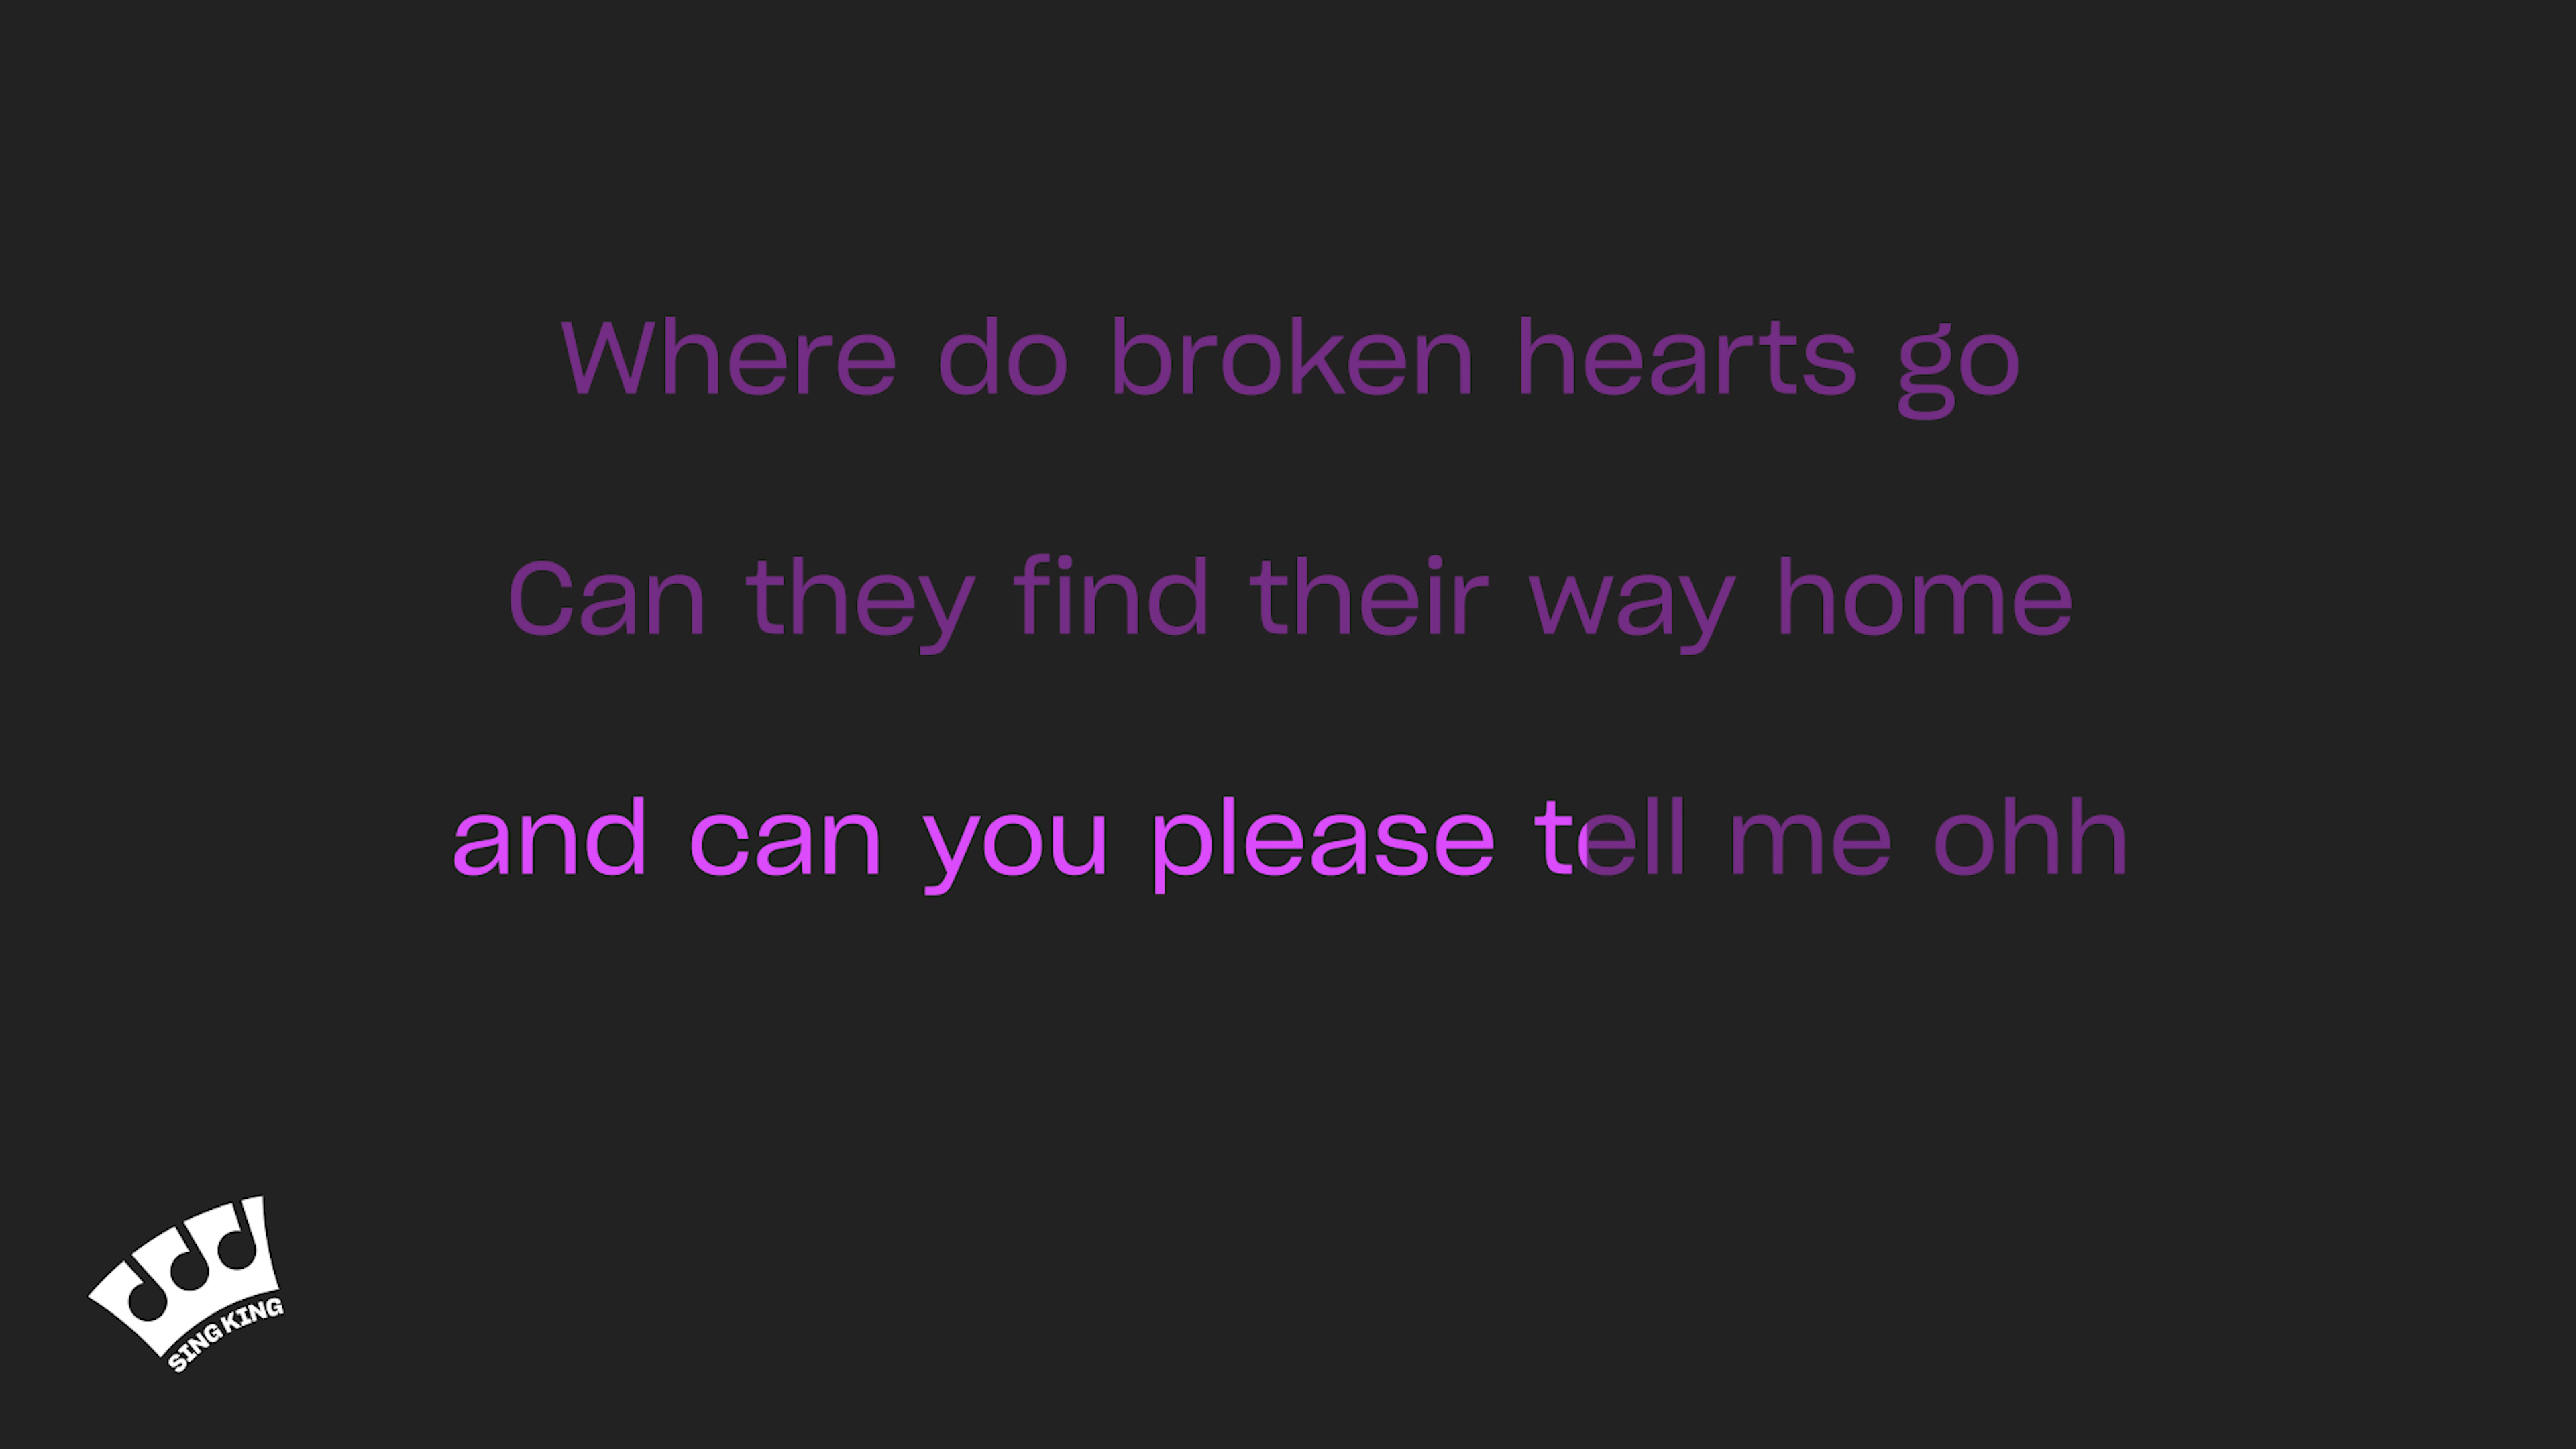 Where do broken hearts go
Can they find their way home
and can you please tell me ohh
SING KING